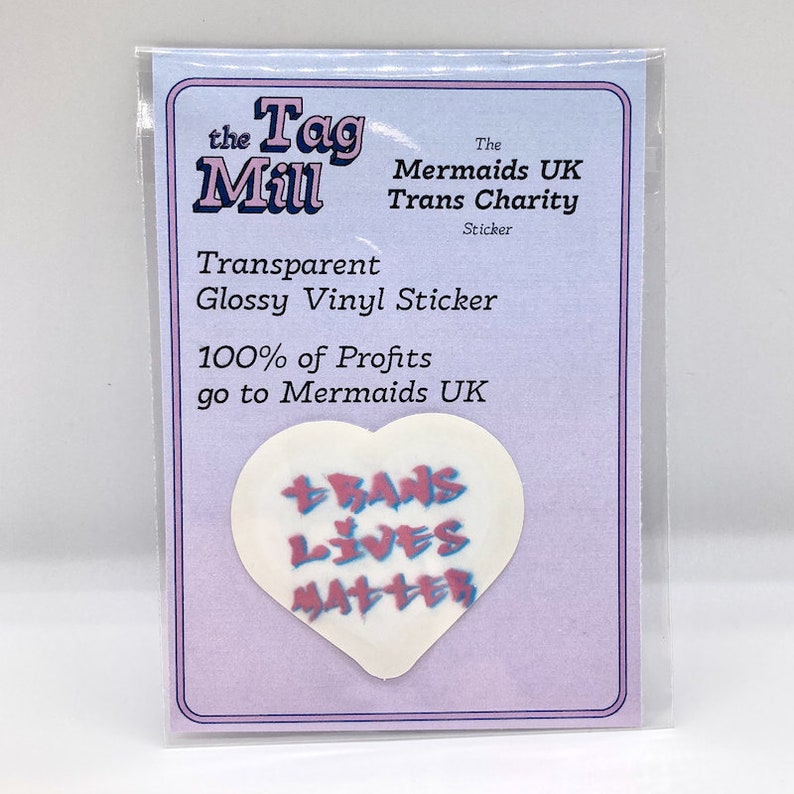 the Tag
Mill
The
Mermaids UK
Trans Charity
Sticker
Transparent
Glossy Vinyl Sticker
100% of Profits
go to Mermaids UK
TRANS
LiVES
MATTER